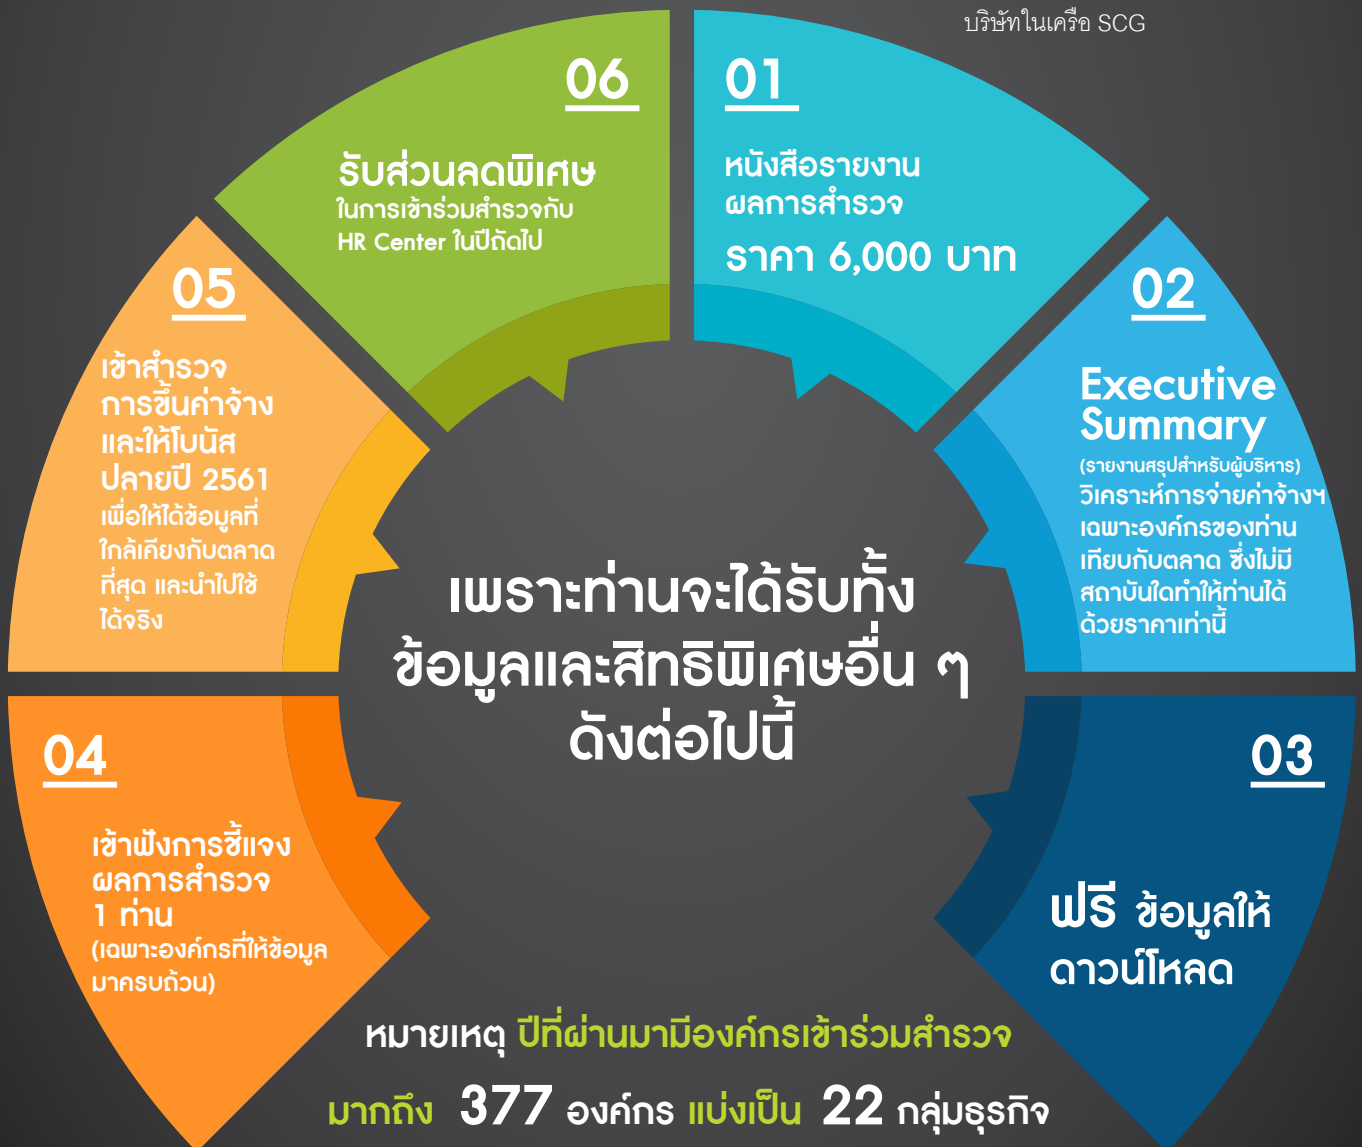 บริษัทในเครือ SCG
01
หนังสือรายงาน
ผลการสำรวจ
ราคา 6,000 บาท
02
Executive
Summary
(รายงานสรุปสำหรับผู้บริหาร)
วิเคราะห์การจ่ายค่าจ้างฯ
เฉพาะองค์กรของท่าน
เทียบกับตลาด ซึ่งไม่มี
สถาบันใดทำให้ท่านได้
ด้วยราคาเท่านี้
03
ฟรี ข้อมูลให้
ดาวน์โหลด
04
เข้าฟังการชี้แจง
ผลการสำรวจ
1 ท่าน
(เฉพาะองค์กรที่ให้ข้อมูล
มาครบถ้วน)
05
เข้าสำรวจ
การขึ้นค่าจ้าง
และให้โบนัส
ปลายปี 2561
เพื่อให้ได้ข้อมูลที่
ใกล้เคียงกับตลาด
ที่สุด และนำไปใช้
ได้จริง
06
รับส่วนลดพิเศษ
ในการเข้าร่วมสำรวจกับ
HR Center ในปีถัดไป
เพราะท่านจะได้รับทั้ง
ข้อมูลและสิทธิพิเศษอื่น ๆ
ดังต่อไปนี้
หมายเหตุ ปีที่ผ่านมามีองค์กรเข้าร่วมสำรวจ
มากถึง 377 องค์กร แบ่งเป็น 22 กลุ่มธุรกิจ